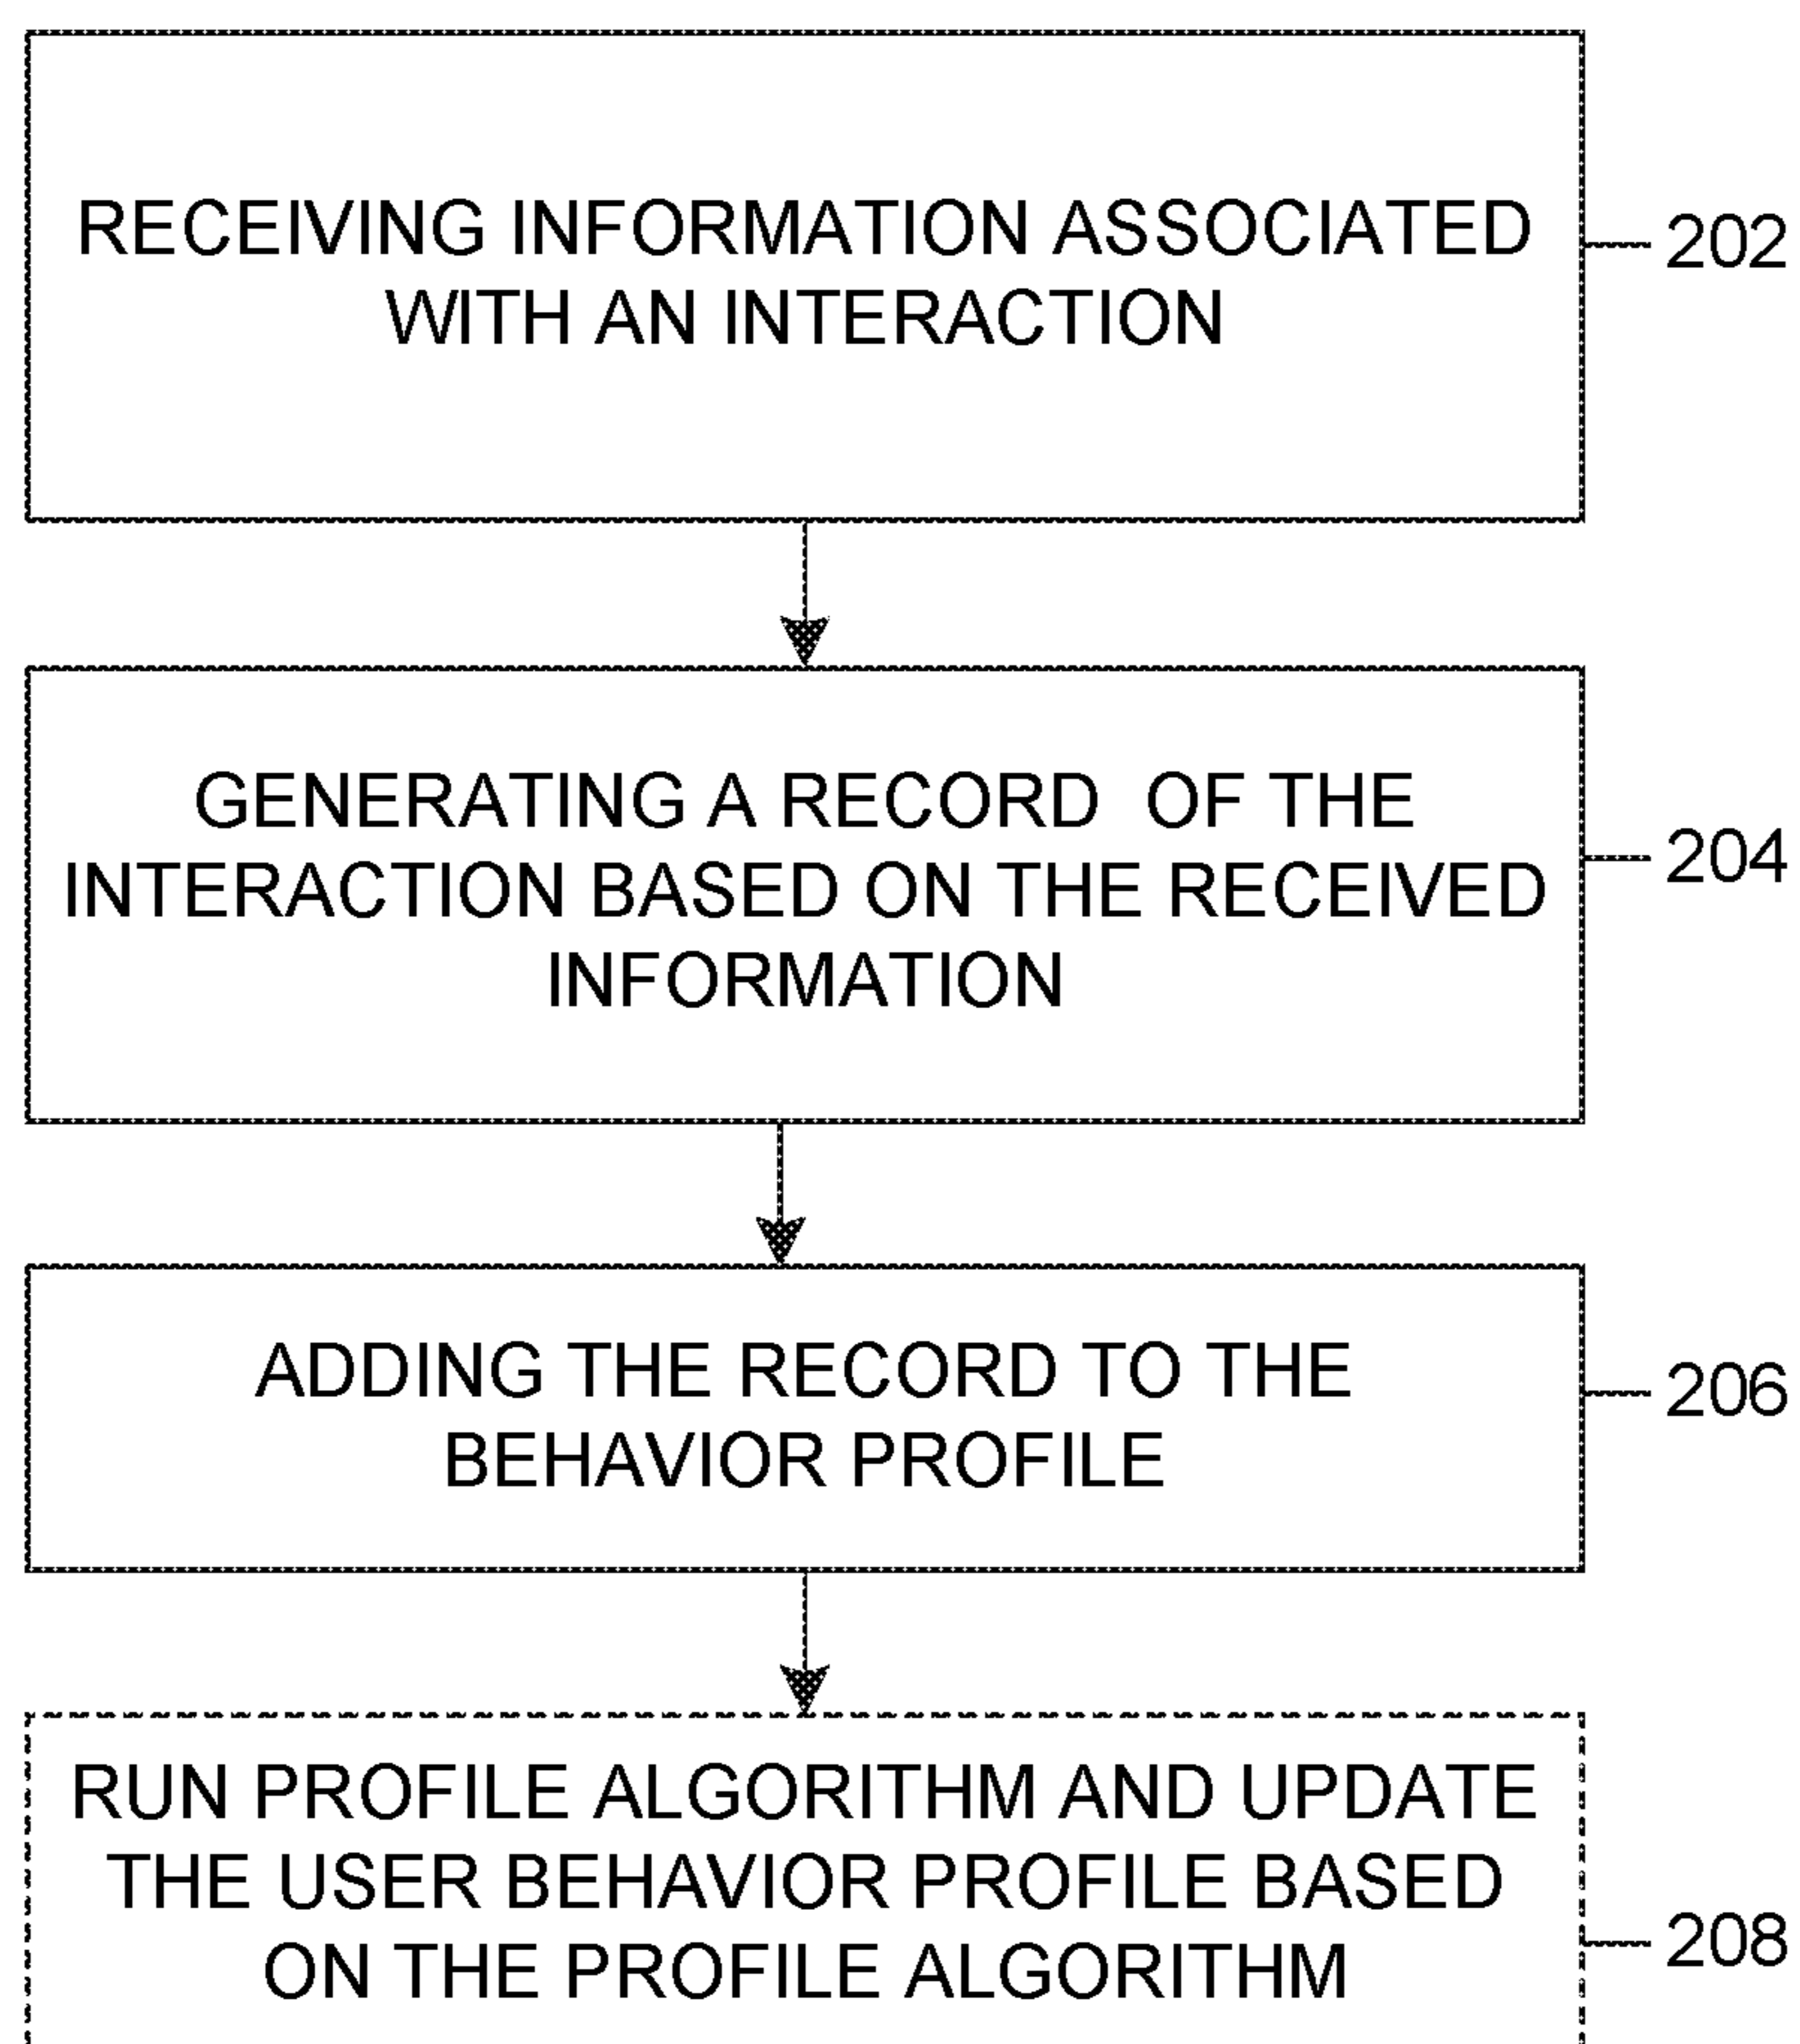 RECEIVING INFORMATION ASSOCIATED
WITH AN INTERACTION
202
GENERATING A RECORD  OF THE
INTERACTION BASED ON THE RECEIVED
INFORMATION
204
ADDING THE RECORD TO THE
BEHAVIOR PROFILE
206
RUN PROFILE ALGORITHM AND UPDATE
THE USER BEHAVIOR PROFILE BASED
ON THE PROFILE ALGORITHM
208